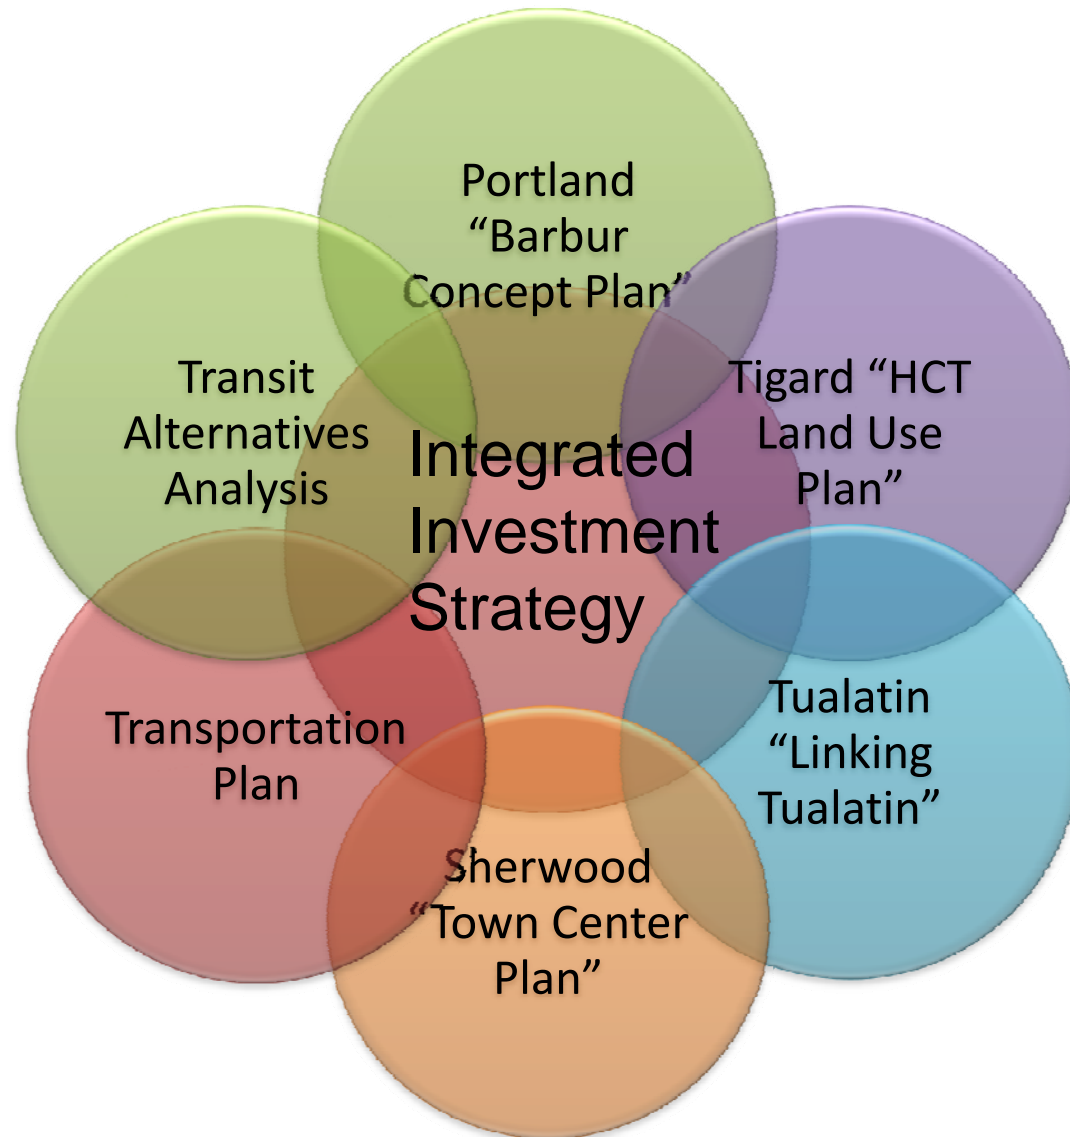 Portland
“Barbur
Concept Plan”
Transit
Alternatives
Analysis
Tigard “HCT
Land Use
Plan”
Integrated
Investment
Strategy
Transportation
Plan
Tualatin
“Linking
Tualatin”
Sherwood
“Town Center
Plan”